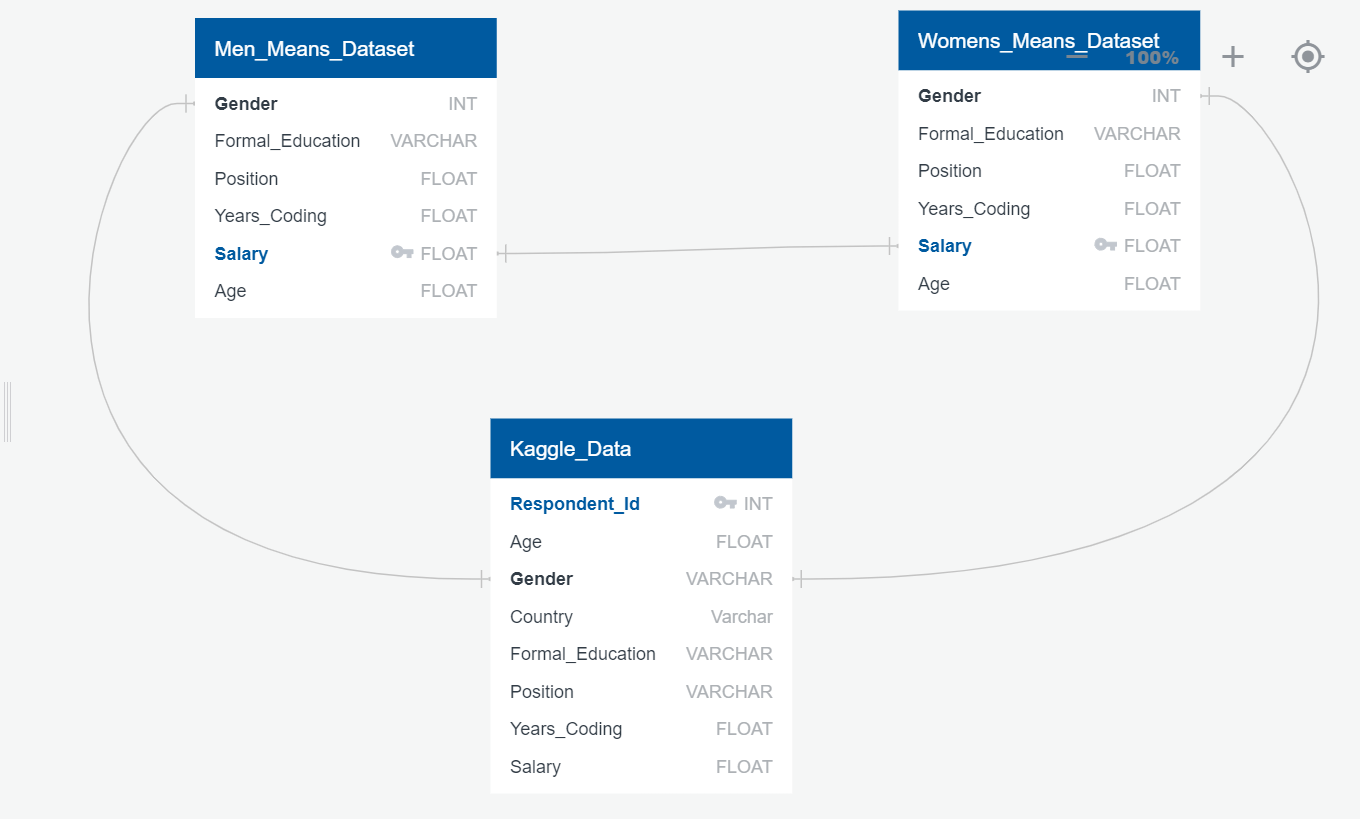 Men_Means_Dataset
Gender INT
Formal_Education VARCHAR
Position FLOAT
Years_Coding FLOAT
Salary FLOAT
Age FLOAT
Womens_Means_Dataset
100%
Gender INT
Formal_Education VARCHAR
Position FLOAT
Years_Coding FLOAT
Salary FLOAT
Age FLOAT
Kaggle_Data
Respondent_Id INT
Age FLOAT
Gender VARCHAR
Country Varchar
Formal_Education VARCHAR
Position VARCHAR
Years_Coding FLOAT
Salary FLOAT